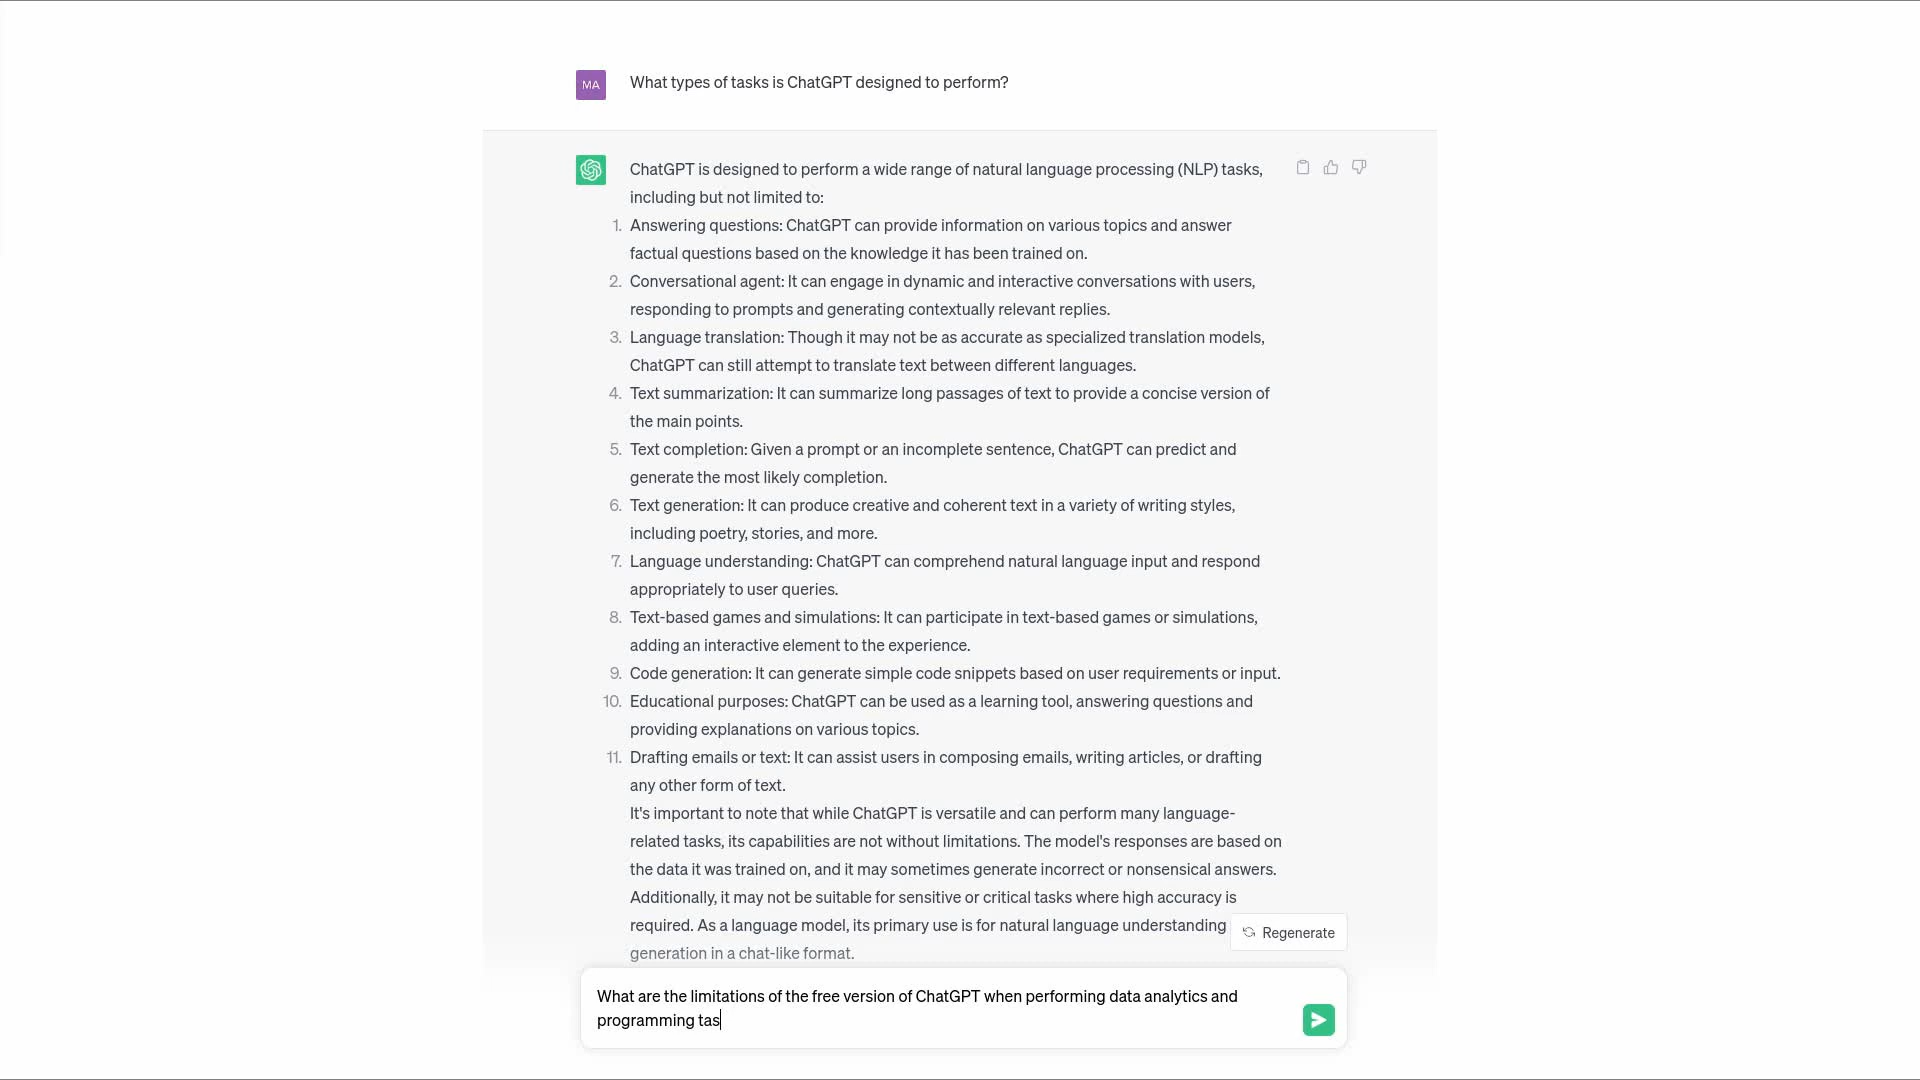 MA
What types of tasks is ChatGPT designed to perform?
ChatGPT is designed to perform a wide range of natural language processing (NLP) tasks,
including but not limited to:
1. Answering questions: ChatGPT can provide information on various topics and answer
factual questions based on the knowledge it has been trained on.
2. Conversational agent: It can engage in dynamic and interactive conversations with users,
responding to prompts and generating contextually relevant replies.
3. Language translation: Though it may not be as accurate as specialized translation models,
ChatGPT can still attempt to translate text between different languages.
4. Text summarization: It can summarize long passages of text to provide a concise version of
the main points.
5. Text completion: Given a prompt or an incomplete sentence, ChatGPT can predict and
generate the most likely completion.
6. Text generation: It can produce creative and coherent text in a variety of writing styles,
including poetry, stories, and more.
7. Language understanding: ChatGPT can comprehend natural language input and respond
appropriately to user queries.
8. Text-based games and simulations: It can participate in text-based games or simulations,
adding an interactive element to the experience.
9. Code generation: It can generate simple code snippets based on user requirements or input.
10. Educational purposes: ChatGPT can be used as a learning tool, answering questions and
providing explanations on various topics.
11. Drafting emails or text: It can assist users in composing emails, writing articles, or drafting
any other form of text.
It's important to note that while ChatGPT is versatile and can perform many language-
related tasks, its capabilities are not without limitations. The model's responses are based on
the data it was trained on, and it may sometimes generate incorrect or nonsensical answers.
Additionally, it may not be suitable for sensitive or critical tasks where high accuracy is
required. As a language model, its primary use is for natural language understanding
generation in a chat-like format.
Regenerate
What are the limitations of the free version of ChatGPT when performing data analytics and
programming tas